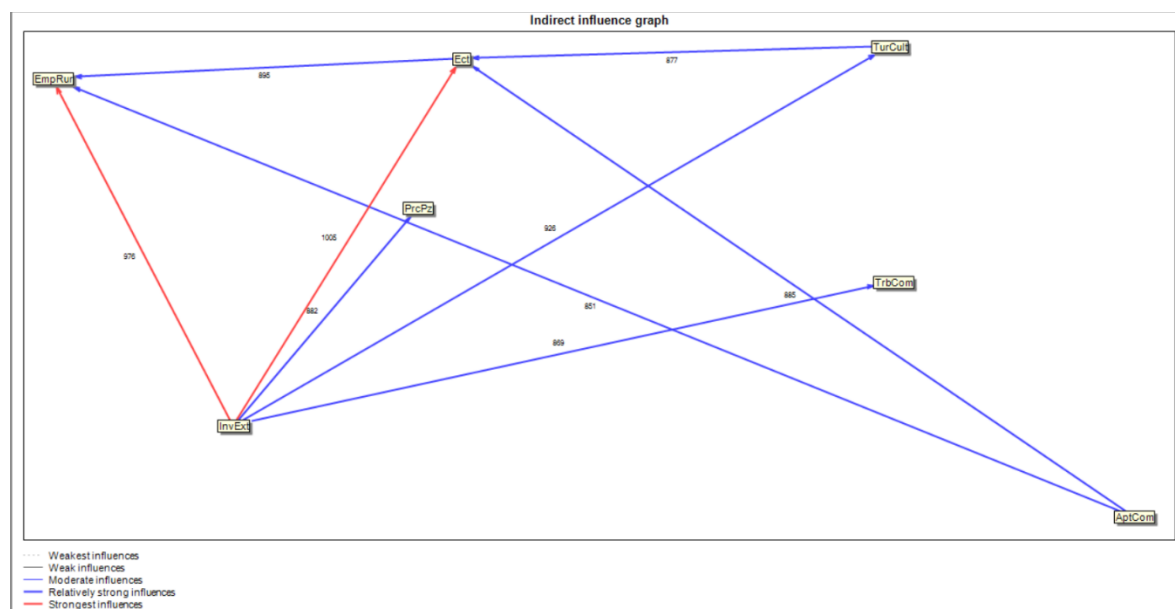 Indirect influence graph
TurCult
Ect
877
EmpRur
895
PrcPz
926
1005
976
TrbCom
885
882
851
869
InvExt
AptCom
Weakest influences
Weak influences
Moderate influences
Relatively strong influences
Strongest influences